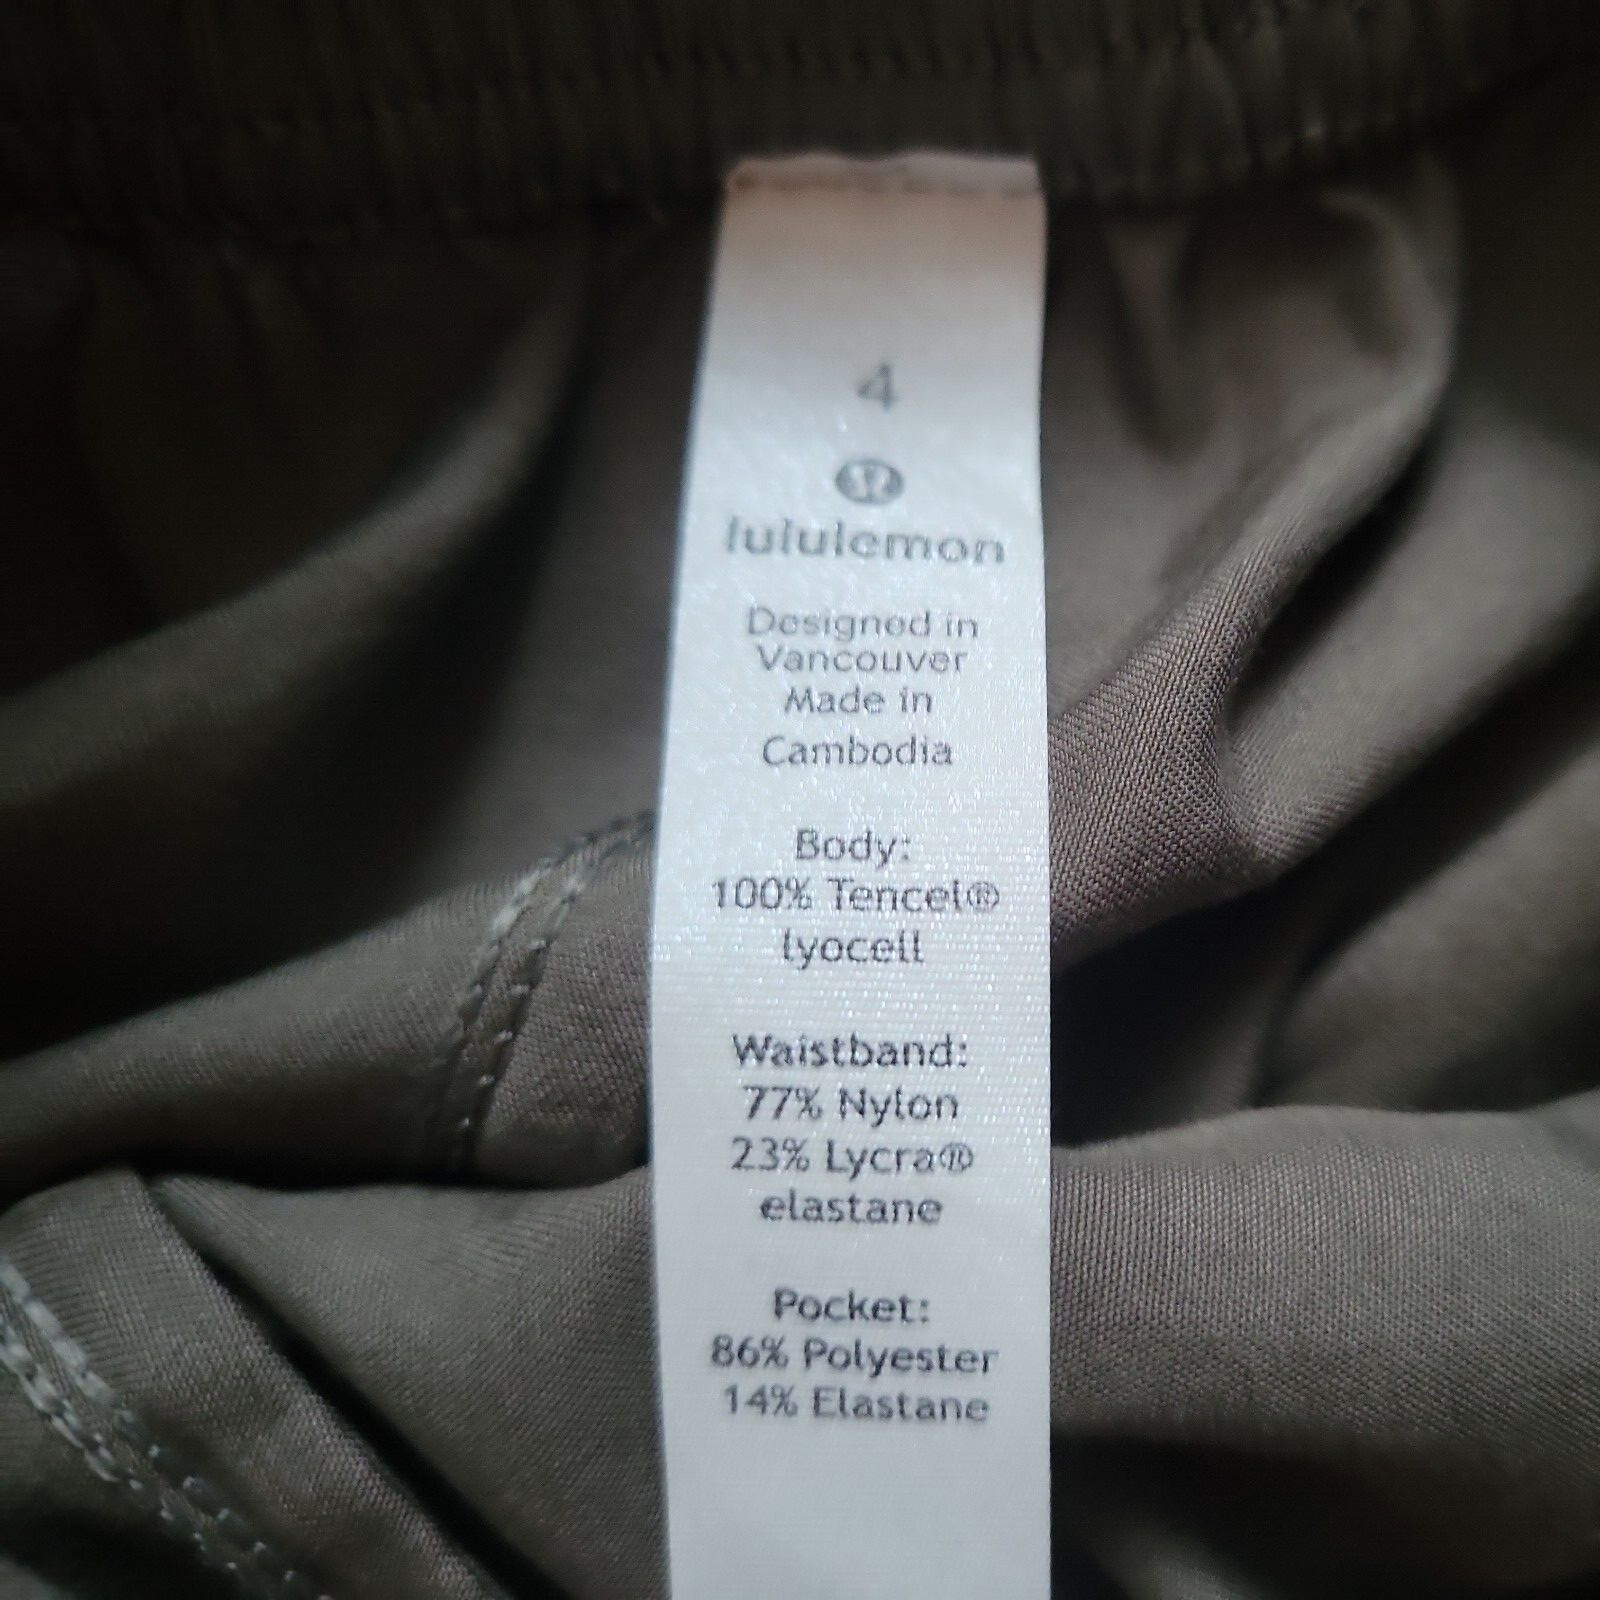 4
lululemon
Designed in
Vancouver
Made in
Cambodia
Body:
100% Tencel®
lyocell
Waistband:
77% Nylon
23% Lycra®
elastane
Pocket:
86% Polyester
14% Elastane